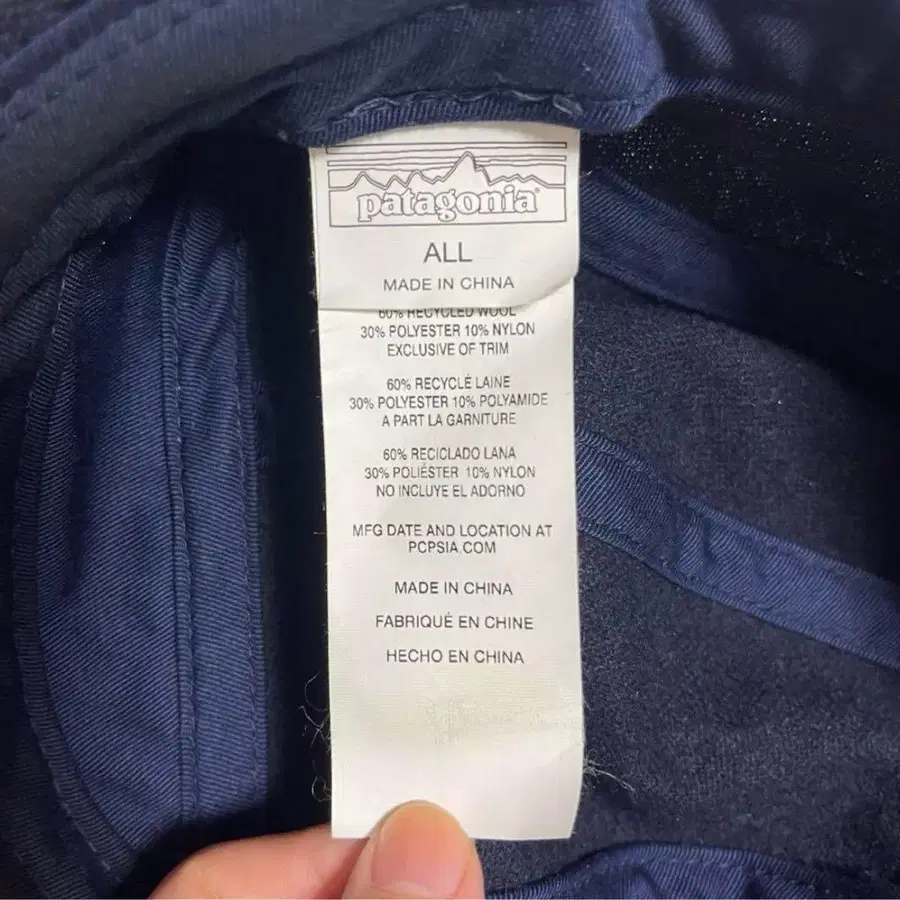 patagonia®
ALL
MADE IN CHINA
60% RECYCLED WOOL
30% POLYESTER 10% NYLON
EXCLUSIVE OF TRIM
60% RECYCLÉ LAINE
30% POLYESTER 10% POLYAMIDE
A PART LA GARNITURE
60% RECICLADO LANA
30% POLIÉSTER 10% NYLON
NO INCLUYE EL ADORNO
MFG DATE AND LOCATION AT
PCPSIA.COM
MADE IN CHINA
FABRIQUÉ EN CHINE
HECHO EN CHINA